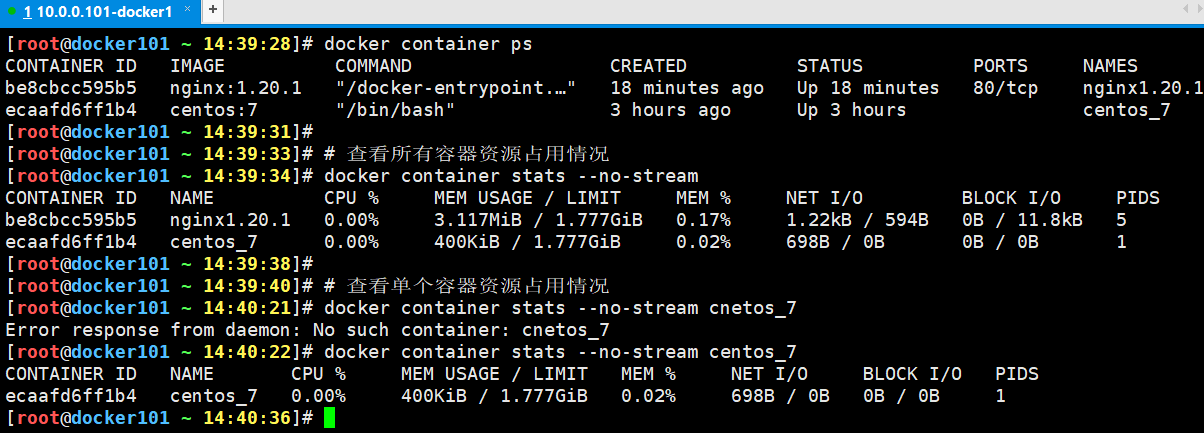 1 10.0.0.101-docker1 × +
[root@docker101 ~ 14:39:28]# docker container ps
CONTAINER ID   IMAGE          COMMAND                  CREATED          STATUS          PORTS     NAMES
be8cbcc595b5   nginx:1.20.1   "/docker-entrypoint.…"   18 minutes ago   Up 18 minutes   80/tcp    nginx1.20.1
ecaafd6ff1b4   centos:7       "/bin/bash"              3 hours ago      Up 3 hours                centos_7
[root@docker101 ~ 14:39:31]#
[root@docker101 ~ 14:39:33]# # 查看所有容器资源占用情况
[root@docker101 ~ 14:39:34]# docker container stats --no-stream
CONTAINER ID   NAME          CPU %     MEM USAGE / LIMIT     MEM %     NET I/O         BLOCK I/O     PIDS
be8cbcc595b5   nginx1.20.1   0.00%     3.117MiB / 1.777GiB   0.17%     1.22kB / 594B   0B / 11.8kB   5
ecaafd6ff1b4   centos_7      0.00%     400KiB / 1.777GiB     0.02%     698B / 0B       0B / 0B       1
[root@docker101 ~ 14:39:38]#
[root@docker101 ~ 14:39:40]# # 查看单个容器资源占用情况
[root@docker101 ~ 14:40:21]# docker container stats --no-stream cnetos_7
Error response from daemon: No such container: cnetos_7
[root@docker101 ~ 14:40:22]# docker container stats --no-stream centos_7
CONTAINER ID   NAME       CPU %     MEM USAGE / LIMIT   MEM %     NET I/O     BLOCK I/O   PIDS
ecaafd6ff1b4   centos_7   0.00%     400KiB / 1.777GiB   0.02%     698B / 0B   0B / 0B     1
[root@docker101 ~ 14:40:36]#